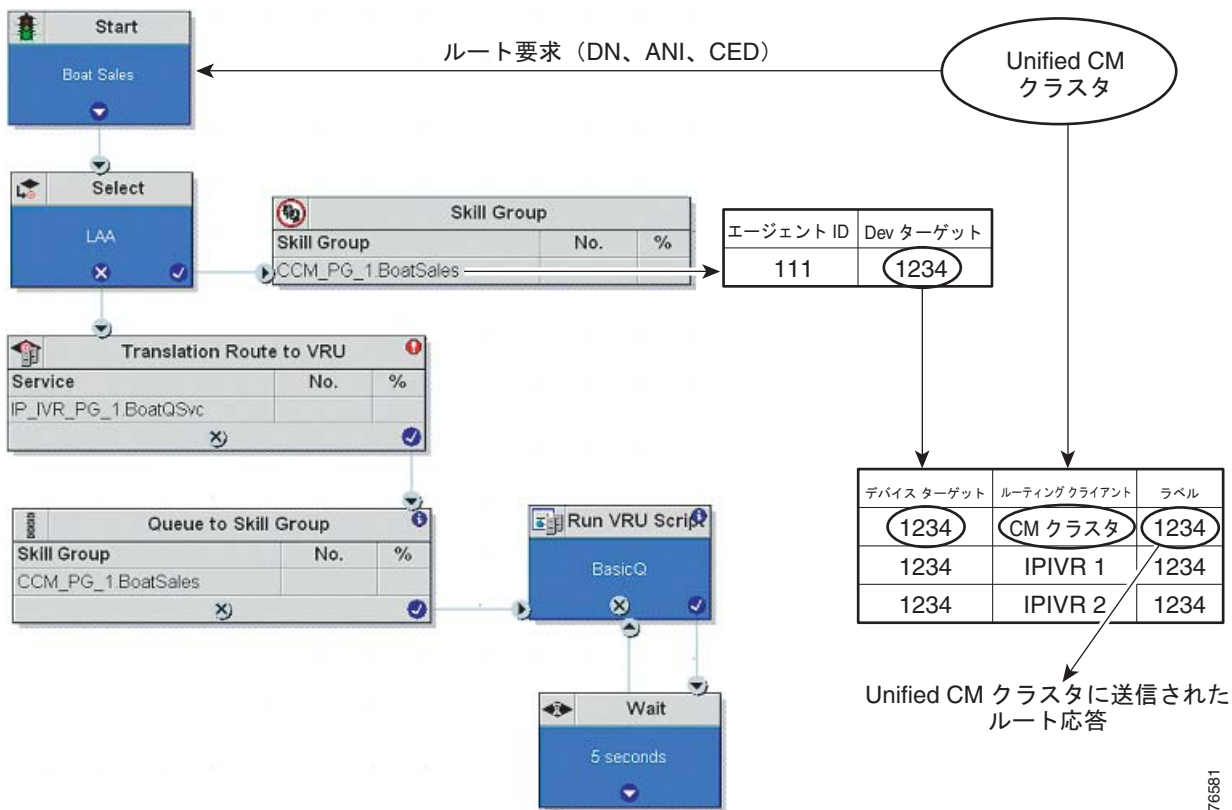 Start
Boat Sales
ルート要求（DN、ANI、CED）
Unified CM
クラスタ
Select
LAA
Skill Group
Skill Group No. %
CCM_PG_1.BoatSales
エージェント ID Dev ターゲット
111 1234
Translation Route to VRU
Service No. %
IP_IVR_PG_1.BoatQSvc
Queue to Skill Group
Skill Group No. %
CCM_PG_1.BoatSales
Run VRU Script
BasicQ
Wait
5 seconds
デバイス ターゲット ルーティング クライアント ラベル
1234 CM クラスタ 1234
1234 IPIVR 1 1234
1234 IPIVR 2 1234
Unified CM クラスタに送信された
ルート応答
76581